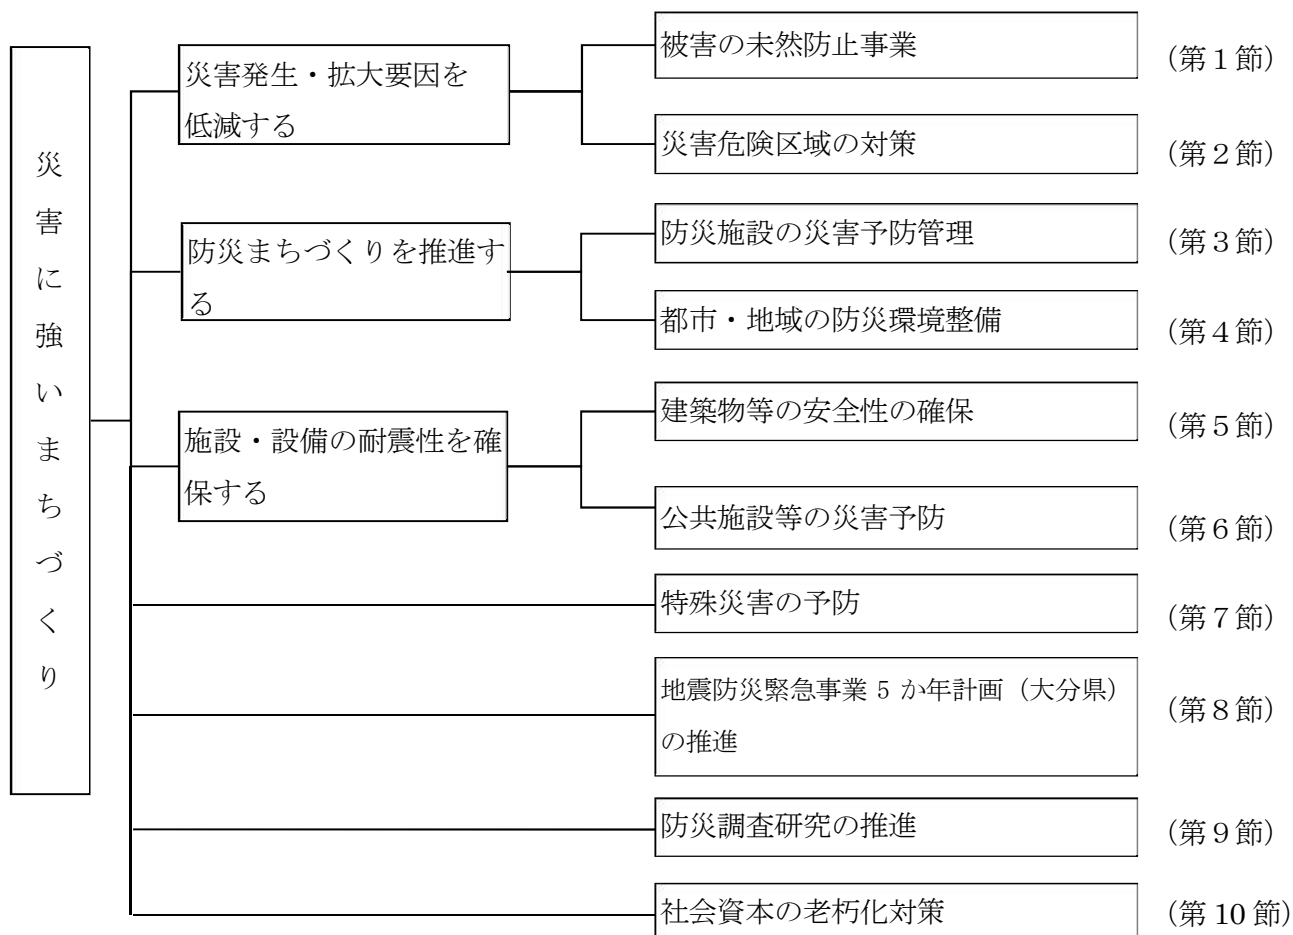 災害に強いまちづくり
災害発生・拡大要因を
低減する
被害の未然防止事業
(第１節)
災害危険区域の対策
(第２節)
防災まちづくりを推進す
る
防災施設の災害予防管理
(第３節)
都市・地域の防災環境整備
(第４節)
施設・設備の耐震性を確
保する
建築物等の安全性の確保
(第５節)
公共施設等の災害予防
(第６節)
特殊災害の予防
(第７節)
地震防災緊急事業 5 か年計画（大分県）
の推進
(第８節)
防災調査研究の推進
(第９節)
社会資本の老朽化対策
(第 10 節)